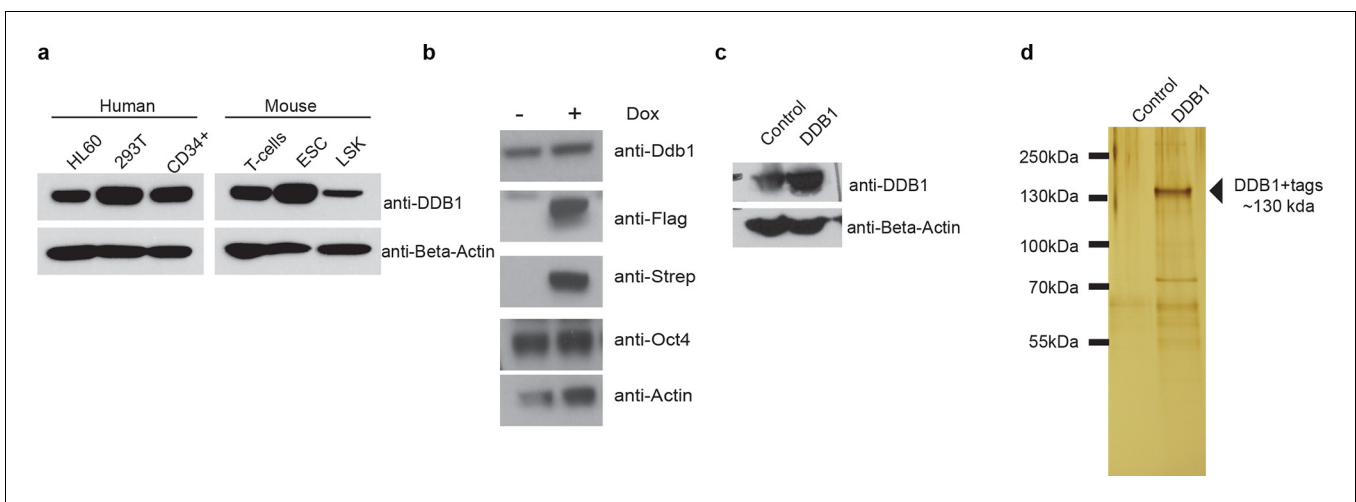 a
Human
Mouse
HL60
293T
CD34+
T-cells
ESC
LSK
anti-DDB1
anti-Beta-Actin
b
- + Dox
anti-Ddb1
anti-Flag
anti-Strep
anti-Oct4
anti-Actin
c
Control
DDB1
anti-DDB1
anti-Beta-Actin
d
Control
DDB1
250kDa
130kDa
100kDa
70kDa
55kDa
DDB1+tags
~130 kda